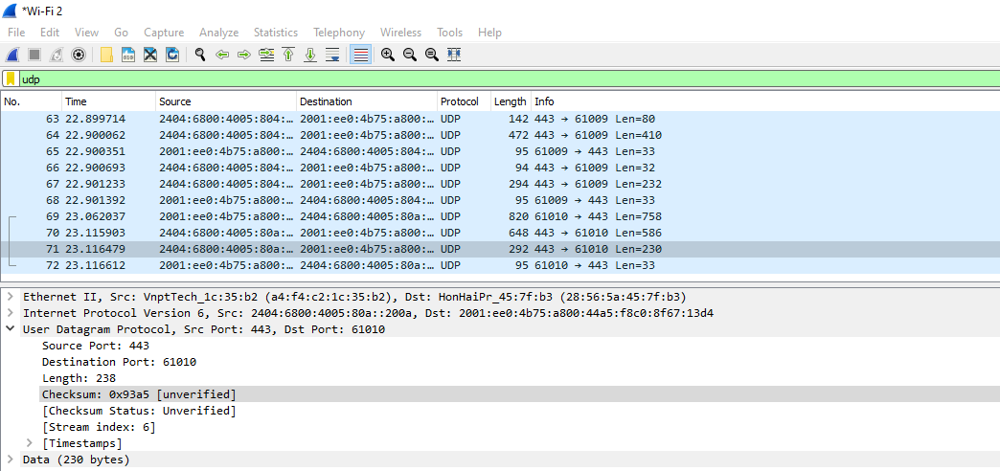 *Wi-Fi 2
File Edit View Go Capture Analyze Statistics Telephony Wireless Tools Help
udp
No. Time Source Destination Protocol Length Info
63 22.899714 2404:6800:4005:804:… 2001:ee0:4b75:a800:… UDP 142 443 → 61009 Len=80
64 22.900062 2404:6800:4005:804:… 2001:ee0:4b75:a800:… UDP 472 443 → 61009 Len=410
65 22.900351 2001:ee0:4b75:a800:… 2404:6800:4005:804:… UDP 95 61009 → 443 Len=33
66 22.900693 2001:ee0:4b75:a800:… 2404:6800:4005:804:… UDP 94 61009 → 443 Len=32
67 22.901233 2404:6800:4005:804:… 2001:ee0:4b75:a800:… UDP 294 443 → 61009 Len=232
68 22.901392 2001:ee0:4b75:a800:… 2404:6800:4005:804:… UDP 95 61009 → 443 Len=33
69 23.062037 2001:ee0:4b75:a800:… 2404:6800:4005:80a:… UDP 820 61010 → 443 Len=758
70 23.115903 2404:6800:4005:80a:… 2001:ee0:4b75:a800:… UDP 648 443 → 61010 Len=586
71 23.116479 2404:6800:4005:80a:… 2001:ee0:4b75:a800:… UDP 292 443 → 61010 Len=230
72 23.116612 2001:ee0:4b75:a800:… 2404:6800:4005:80a:… UDP 95 61010 → 443 Len=33
Ethernet II, Src: VnptTech_1c:35:b2 (a4:f4:c2:1c:35:b2), Dst: HonHaiPr_45:7f:b3 (28:56:5a:45:7f:b3)
Internet Protocol Version 6, Src: 2404:6800:4005:80a::200a, Dst: 2001:ee0:4b75:a800:44a5:f8c0:8f67:13d4
User Datagram Protocol, Src Port: 443, Dst Port: 61010
Source Port: 443
Destination Port: 61010
Length: 238
Checksum: 0x93a5 [unverified]
[Checksum Status: Unverified]
[Stream index: 6]
[Timestamps]
Data (230 bytes)